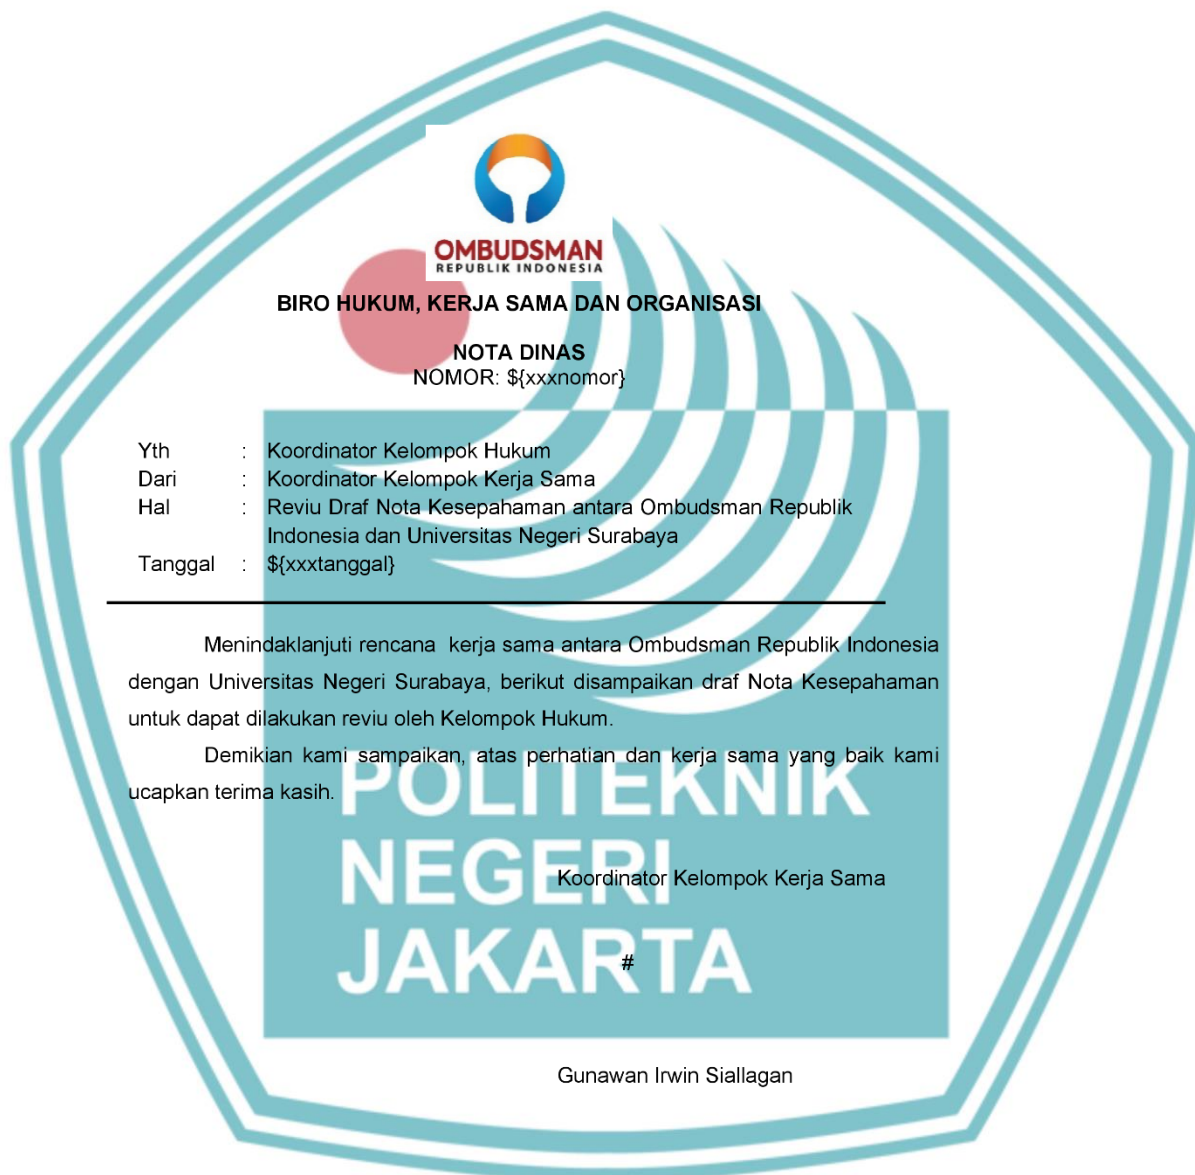 OMBUDSMAN
REPUBLIK INDONESIA
BIRO HUKUM, KERJA SAMA DAN ORGANISASI
NOTA DINAS
NOMOR: ${xxxnomor}
Yth : Koordinator Kelompok Hukum
Dari : Koordinator Kelompok Kerja Sama
Hal : Reviu Draf Nota Kesepahaman antara Ombudsman Republik
Indonesia dan Universitas Negeri Surabaya
Tanggal : ${xxxtanggal}
Menindaklanjuti rencana kerja sama antara Ombudsman Republik Indonesia
dengan Universitas Negeri Surabaya, berikut disampaikan draf Nota Kesepahaman
untuk dapat dilakukan reviu oleh Kelompok Hukum.
Demikian kami sampaikan, atas perhatian dan kerja sama yang baik kami
ucapkan terima kasih.
POLITEKNIK
NEGERI
JAKARTA
Koordinator Kelompok Kerja Sama
#
Gunawan Irwin Siallagan